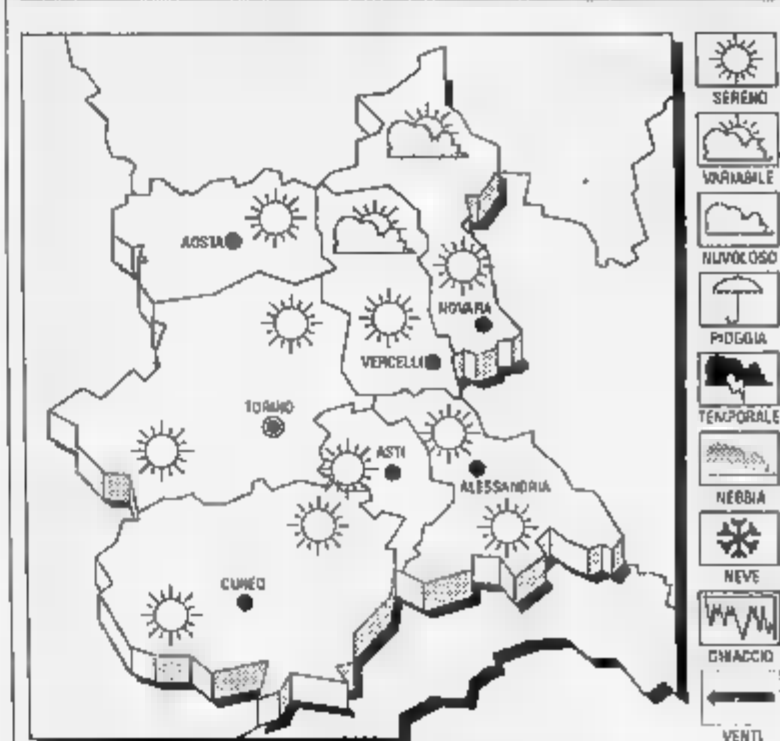 SERENO
VARIABILE
NUVOLOSO
PIOGGIA
TEMPORALE
NEBBIA
NEVE
GHIACCIO
VENTI
AOSTA
NOVARA
VERCELLI
TORINO
ASTI
ALESSANDRIA
CUNEO